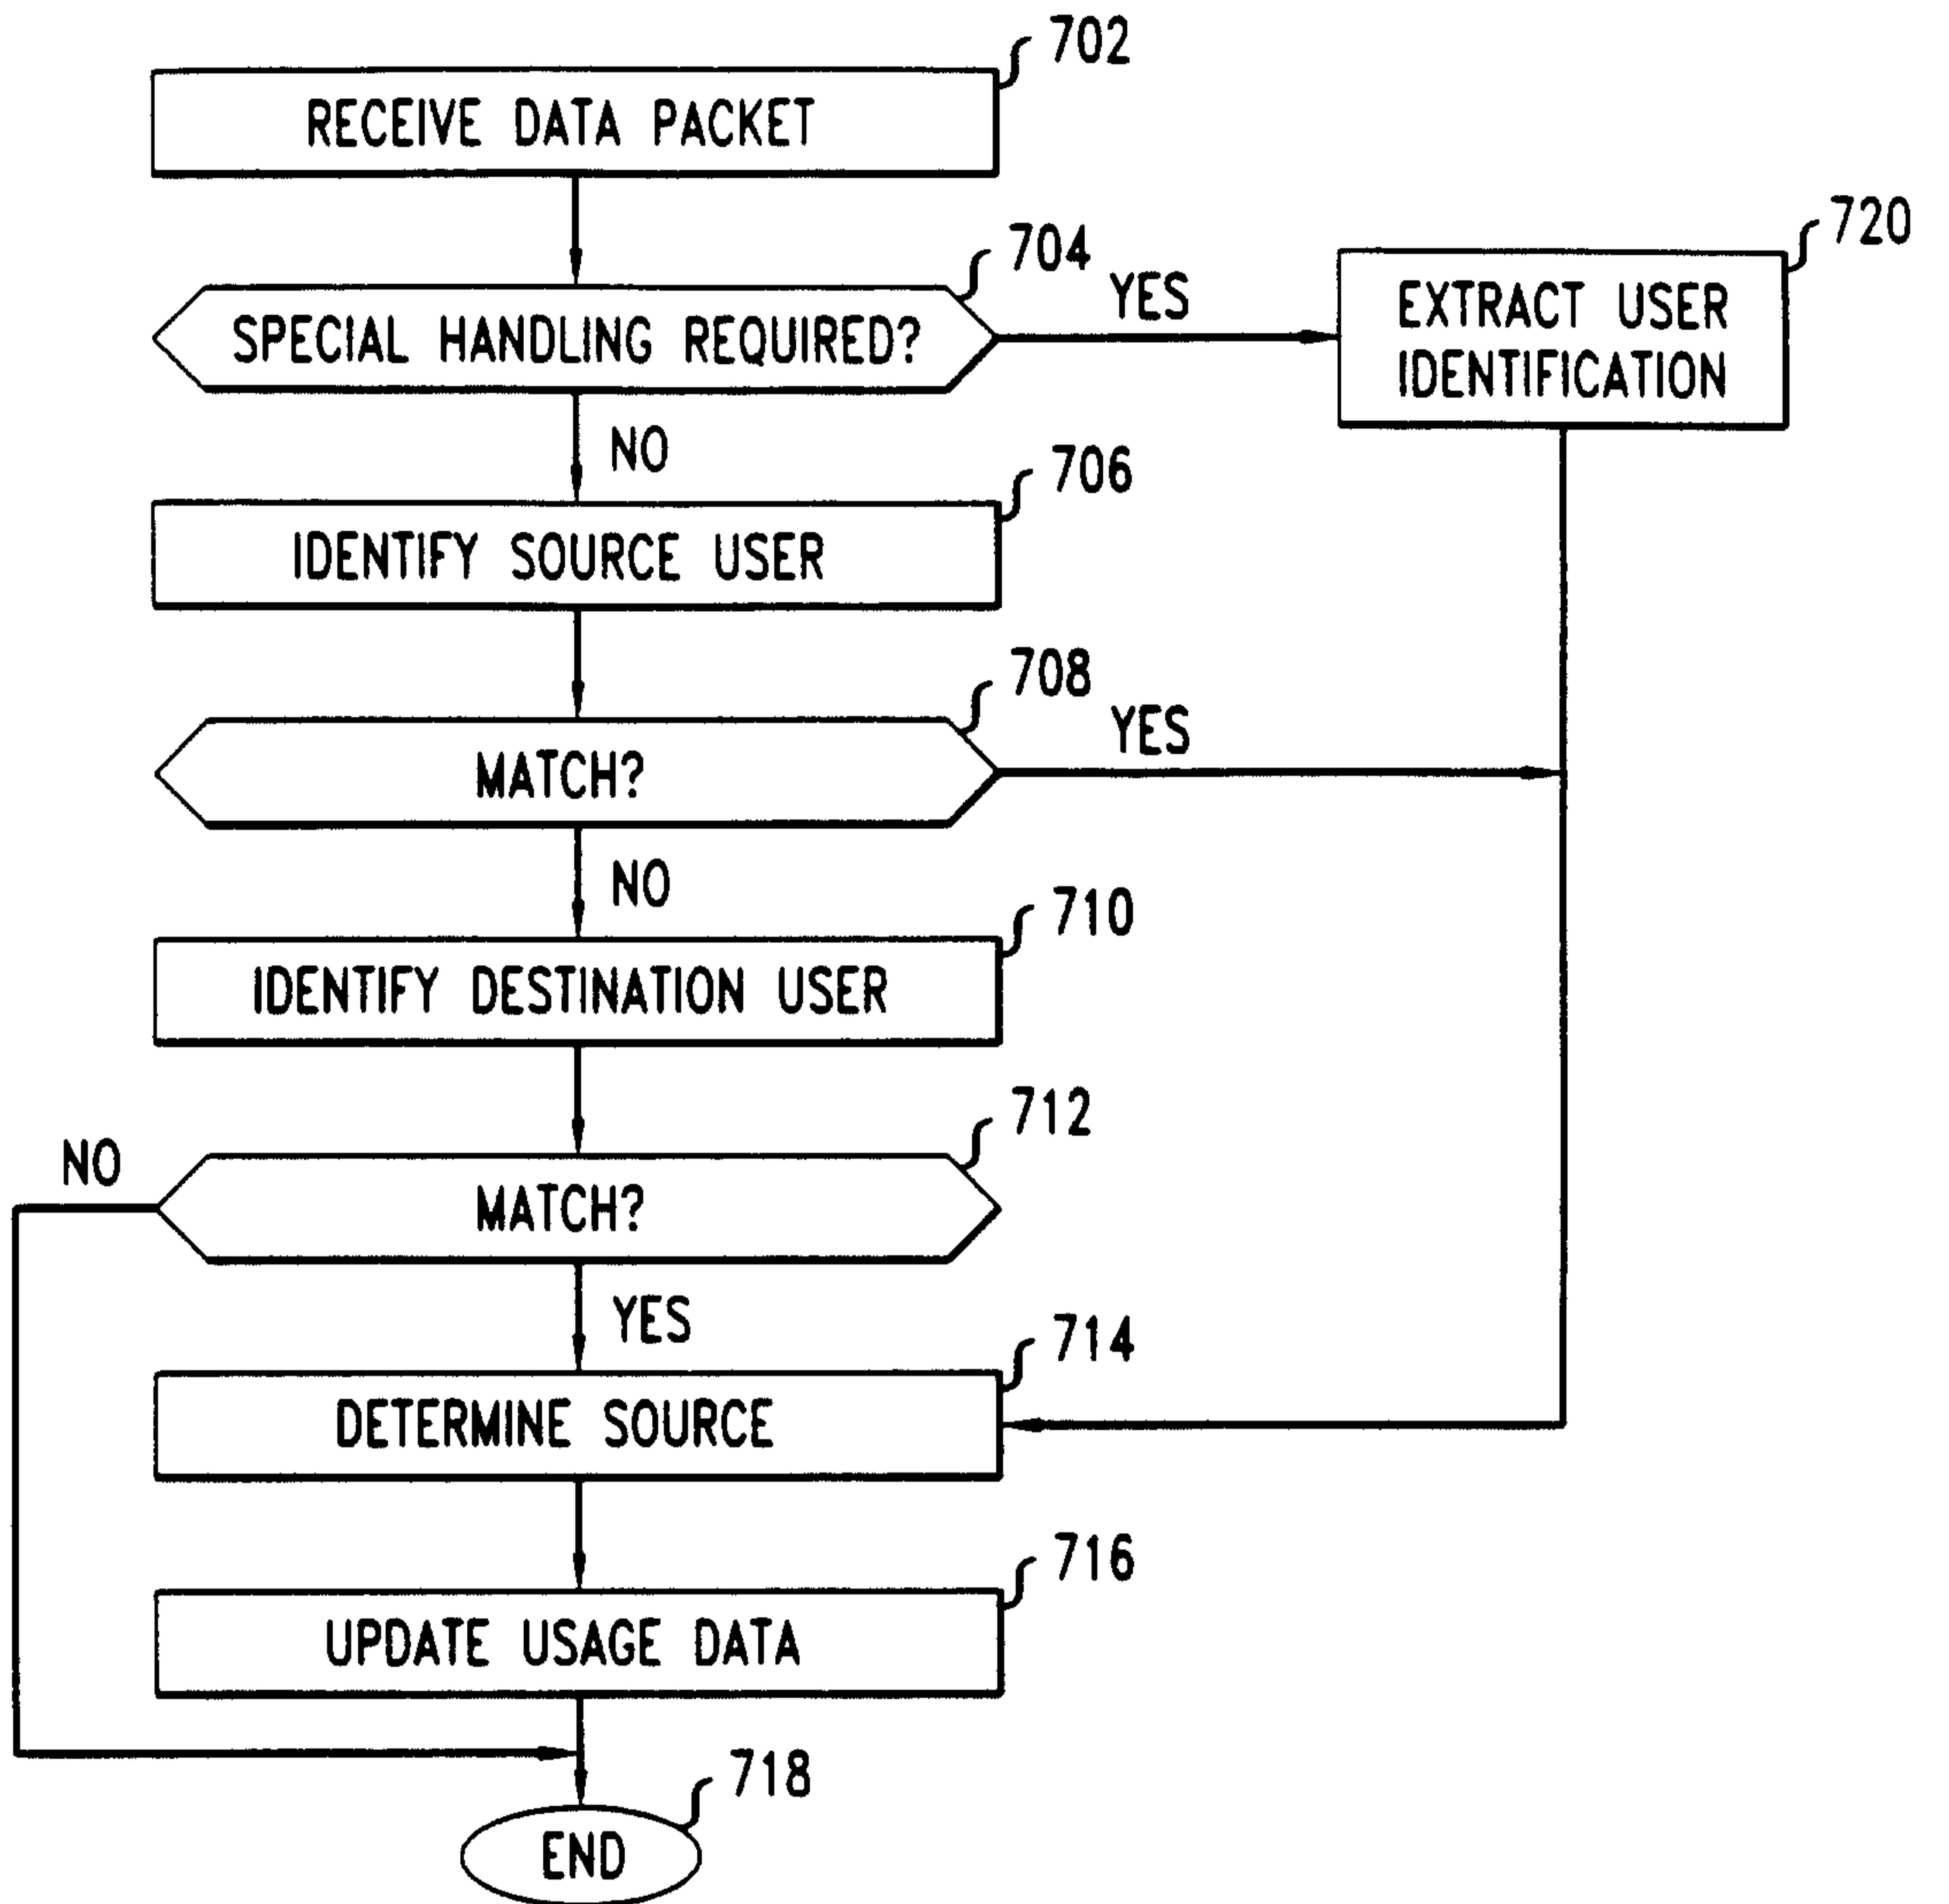 702
RECEIVE DATA PACKET
720
704
YES
EXTRACT USER
IDENTIFICATION
SPECIAL HANDLING REQUIRED?
NO
706
IDENTIFY SOURCE USER
708
YES
MATCH?
NO
710
IDENTIFY DESTINATION USER
712
NO
MATCH?
YES
714
DETERMINE SOURCE
716
UPDATE USAGE DATA
718
END